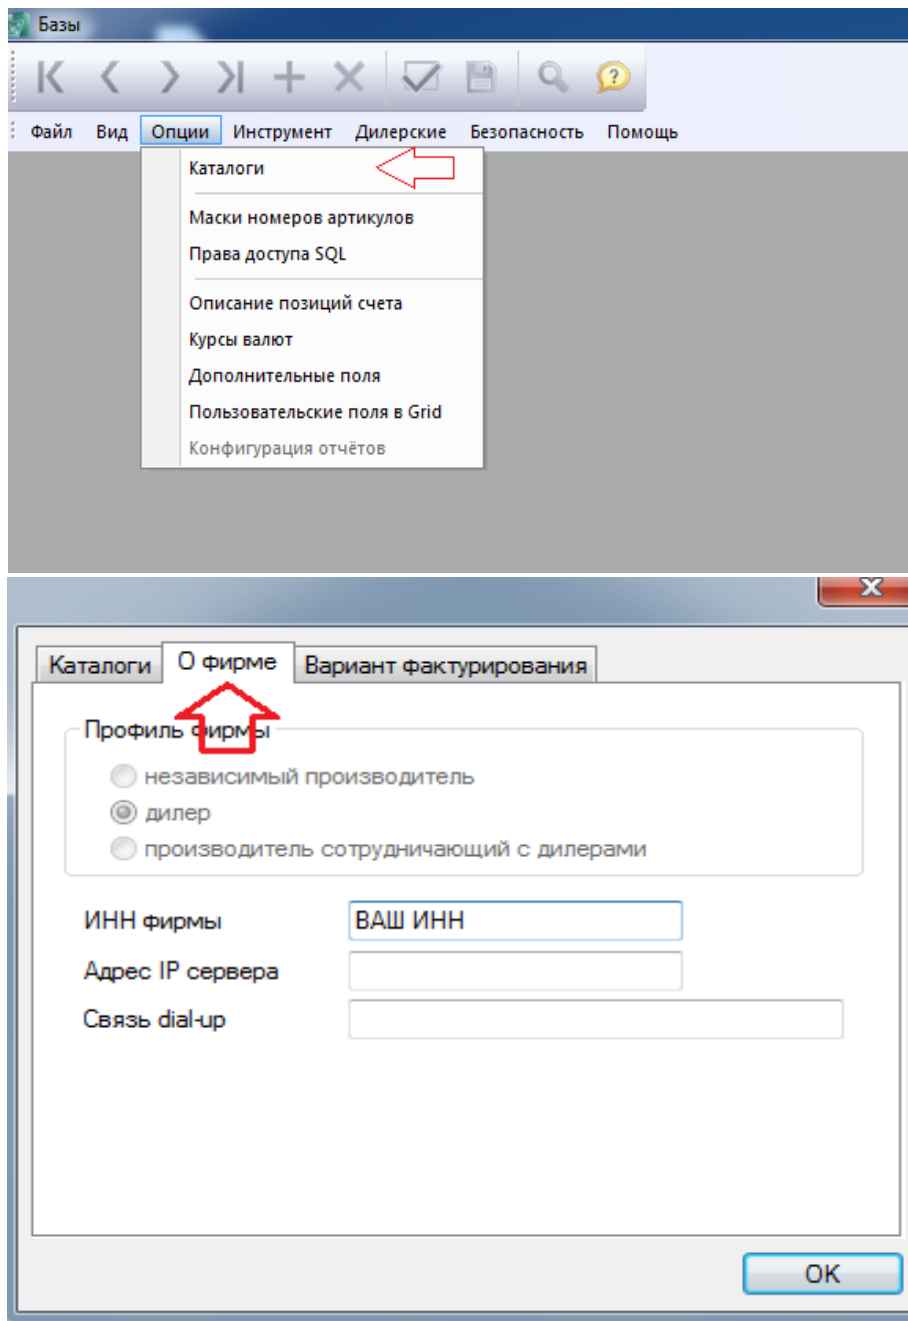 Базы
Файл Вид Опции Инструмент Дилерские Безопасность Помощь
Каталоги
Маски номеров артикулов
Права доступа SQL
Описание позиций счета
Курсы валют
Дополнительные поля
Пользовательские поля в Grid
Конфигурация отчётов
Каталоги О фирме Вариант фактурирования
Профиль фирмы
независимый производитель
дилер
производитель сотрудничающий с дилерами
ИНН фирмы ВАШ ИНН
Адрес IP сервера
Связь dial-up
OK